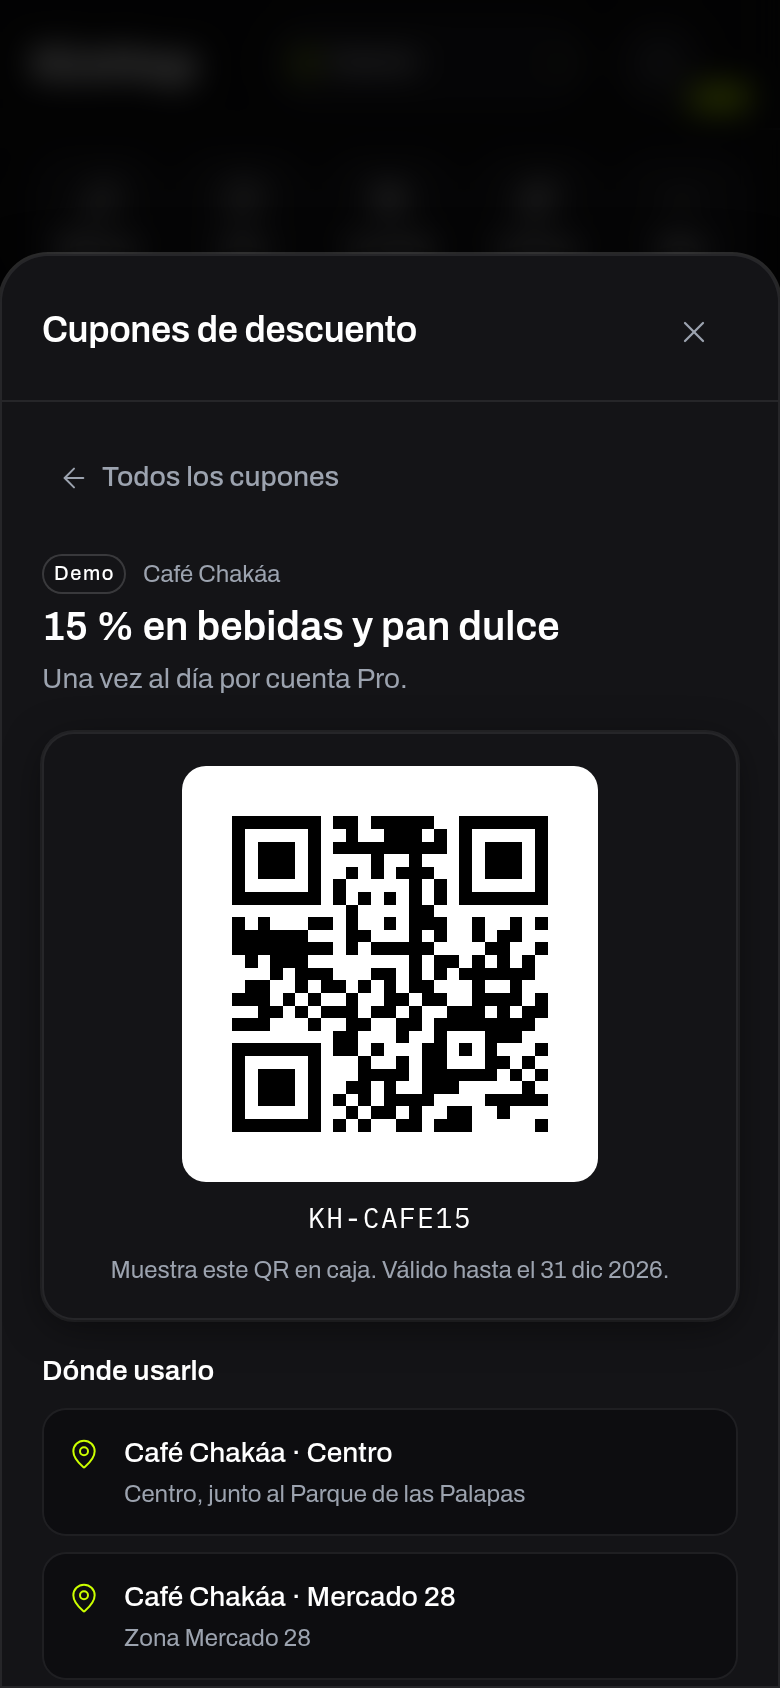 Cupones de descuento
Todos los cupones
Demo Café Chakáa
15 % en bebidas y pan dulce
Una vez al día por cuenta Pro.
KH-CAFE15
Muestra este QR en caja. Válido hasta el 31 dic 2026.
Dónde usarlo
Café Chakáa · Centro
Centro, junto al Parque de las Palapas
Café Chakáa · Mercado 28
Zona Mercado 28